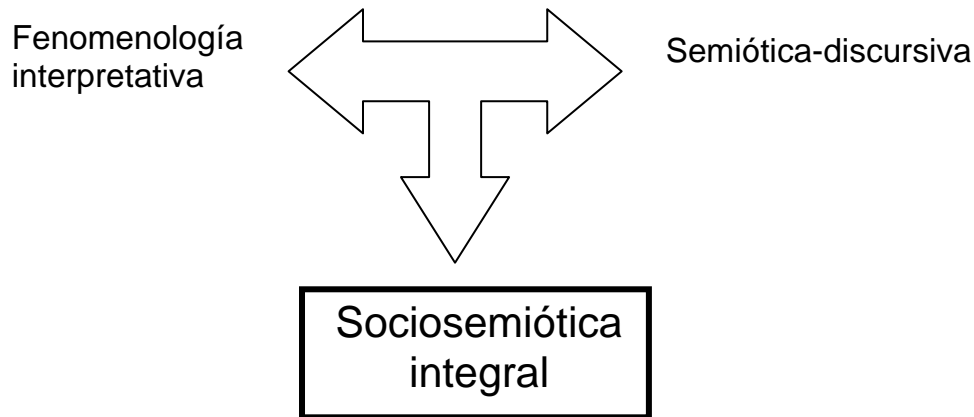 Fenomenología
interpretativa
Semiótica-discursiva
Sociosemiótica
integral